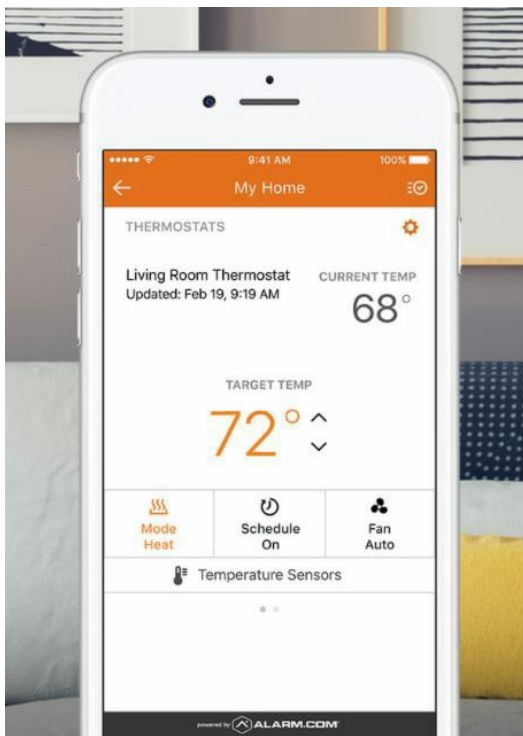 9:41 AM
100%
My Home
THERMOSTATS
Living Room Thermostat
Updated: Feb 19, 9:19 AM
CURRENT TEMP
68°
TARGET TEMP
72°
Mode
Heat
Schedule
On
Fan
Auto
Temperature Sensors
powered by ALARM.COM